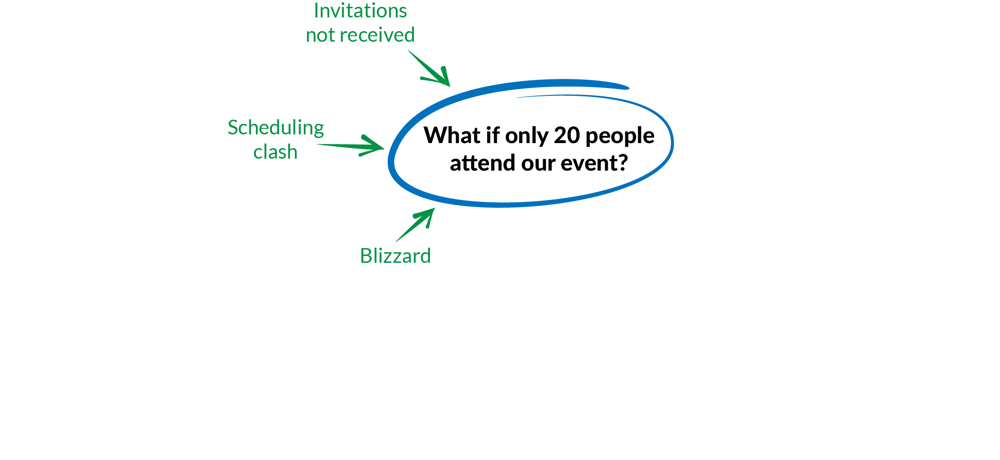 Invitations
not received
Scheduling
clash
What if only 20 people
attend our event?
Blizzard